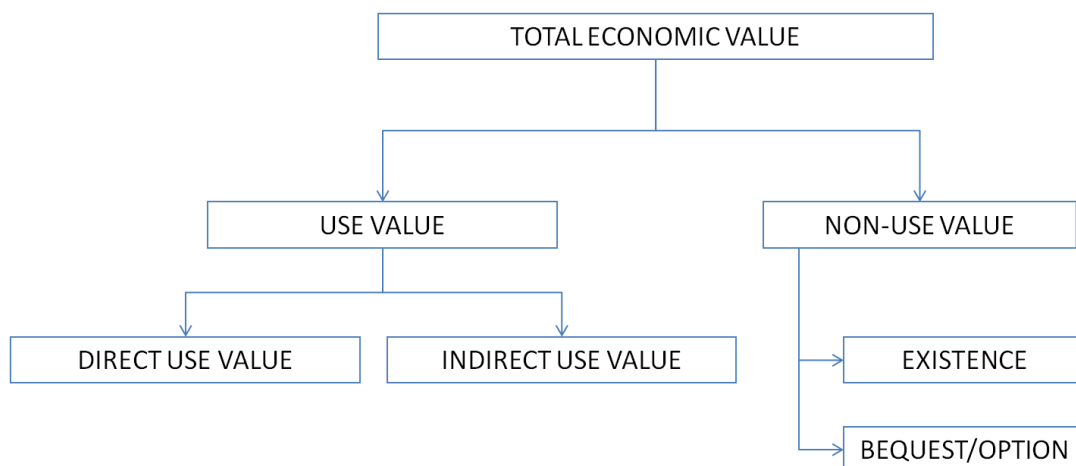 TOTAL ECONOMIC VALUE
USE VALUE
NON-USE VALUE
DIRECT USE VALUE
INDIRECT USE VALUE
EXISTENCE
BEQUEST/OPTION